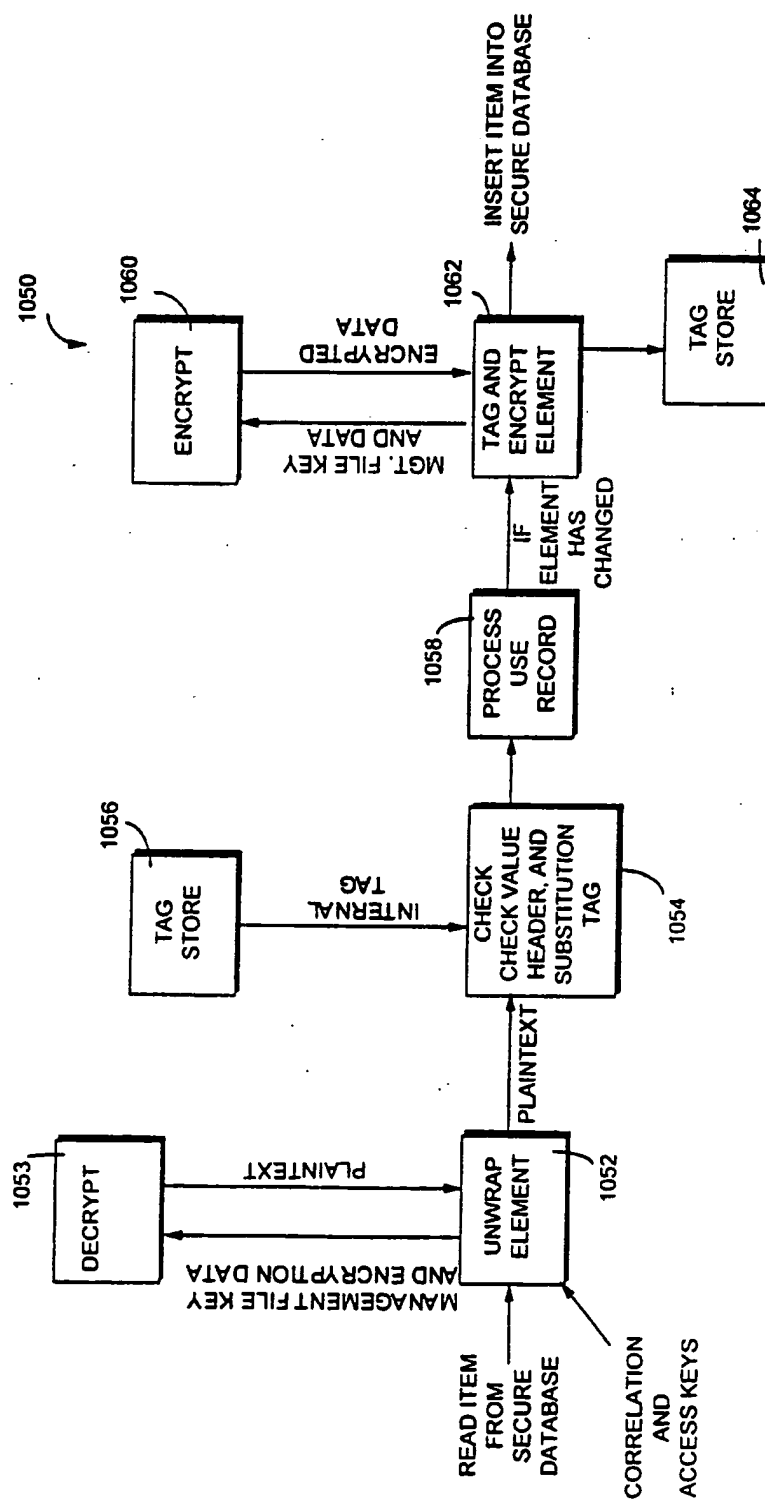 1050
1053
DECRYPT
PLAINTEXT
MANAGEMENT FILE KEY
AND ENCRYPTION DATA
READ ITEM
FROM
SECURE
DATABASE
CORRELATION
AND
ACCESS KEYS
UNWRAP
ELEMENT
1052
PLAINTEXT
1056
TAG
STORE
INTERNAL
TAG
CHECK
CHECK VALUE
HEADER, AND
SUBSTITUTION
TAG
1054
1058
PROCESS
USE
RECORD
IF
ELEMENT
HAS
CHANGED
1060
ENCRYPT
ENCRYPTED
DATA
MGT. FILE KEY
AND DATA
1062
TAG AND
ENCRYPT
ELEMENT
INSERT ITEM INTO
SECURE DATABASE
TAG
STORE
1064